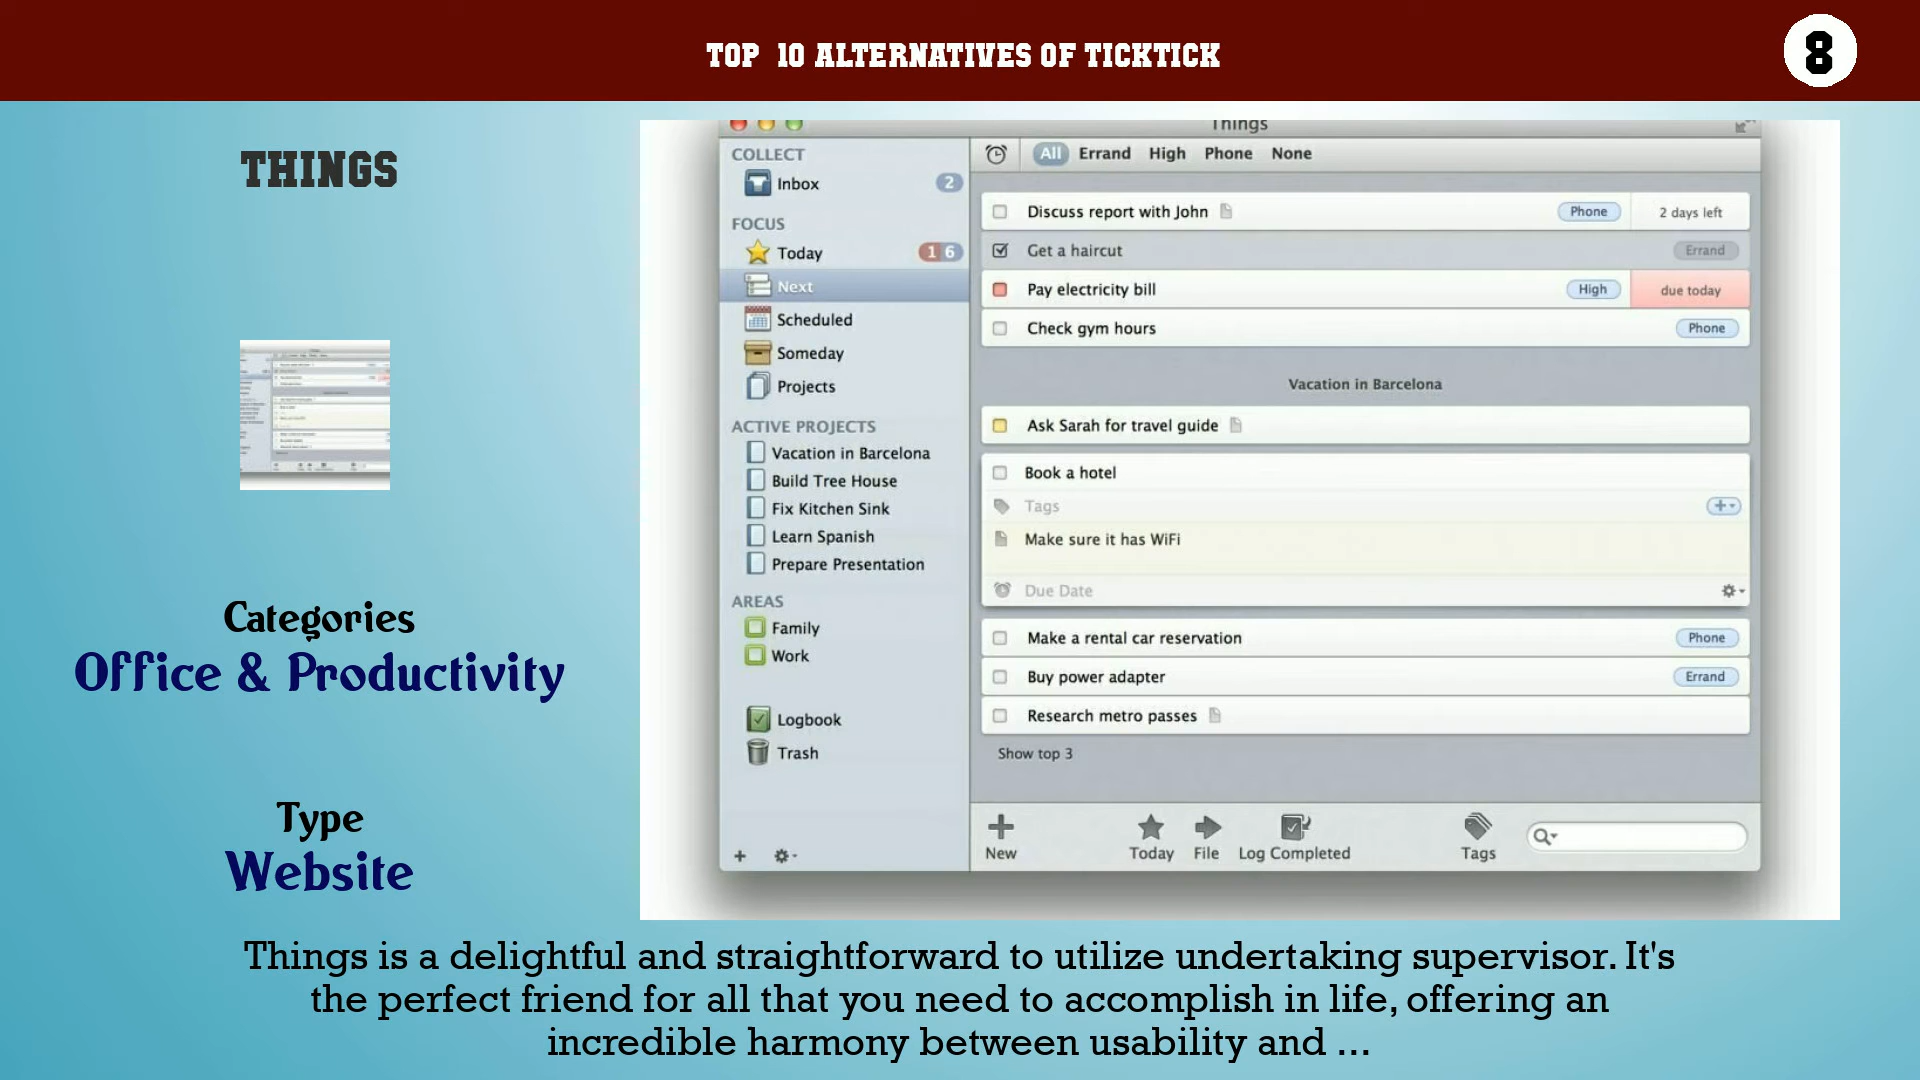 TOP 10 ALTERNATIVES OF TICKTICK
8
THINGS
Categories
Office & Productivity
Type
Website
Things
COLLECT
Inbox 2
FOCUS
Today 1 6
Next
Scheduled
Someday
Projects
ACTIVE PROJECTS
Vacation in Barcelona
Build Tree House
Fix Kitchen Sink
Learn Spanish
Prepare Presentation
AREAS
Family
Work
Logbook
Trash
All Errand High Phone None
Discuss report with John Phone 2 days left
Get a haircut Errand
Pay electricity bill High due today
Check gym hours Phone
Vacation in Barcelona
Ask Sarah for travel guide
Book a hotel
Tags
Make sure it has WiFi
Due Date
Make a rental car reservation Phone
Buy power adapter Errand
Research metro passes
Show top 3
New Today File Log Completed Tags
Things is a delightful and straightforward to utilize undertaking supervisor. It's
the perfect friend for all that you need to accomplish in life, offering an
incredible harmony between usability and ...